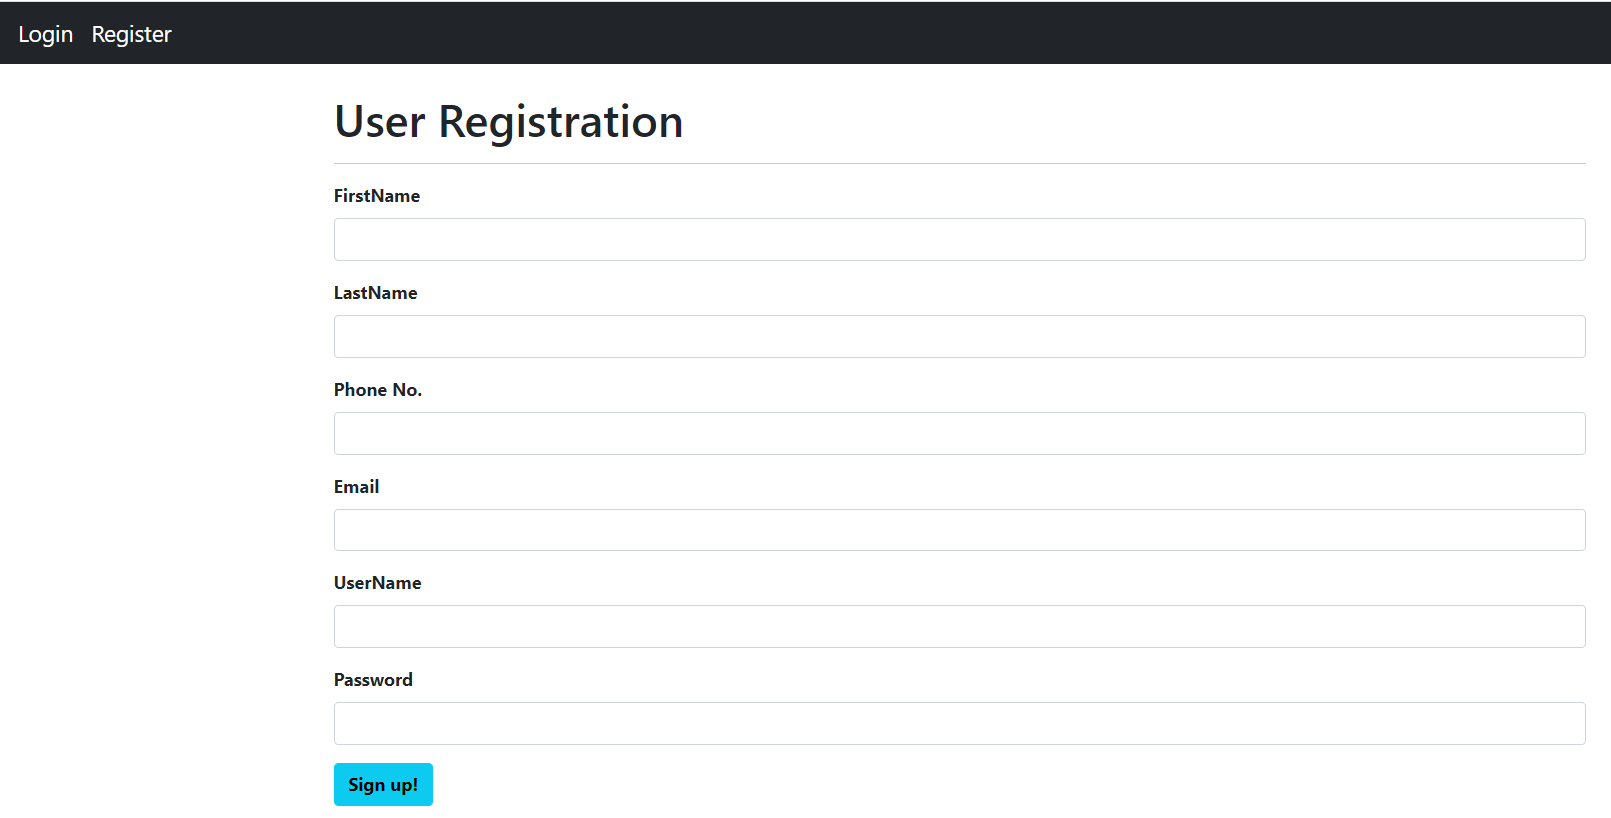 Login Register
User Registration
FirstName
LastName
Phone No.
Email
UserName
Password
Sign up!